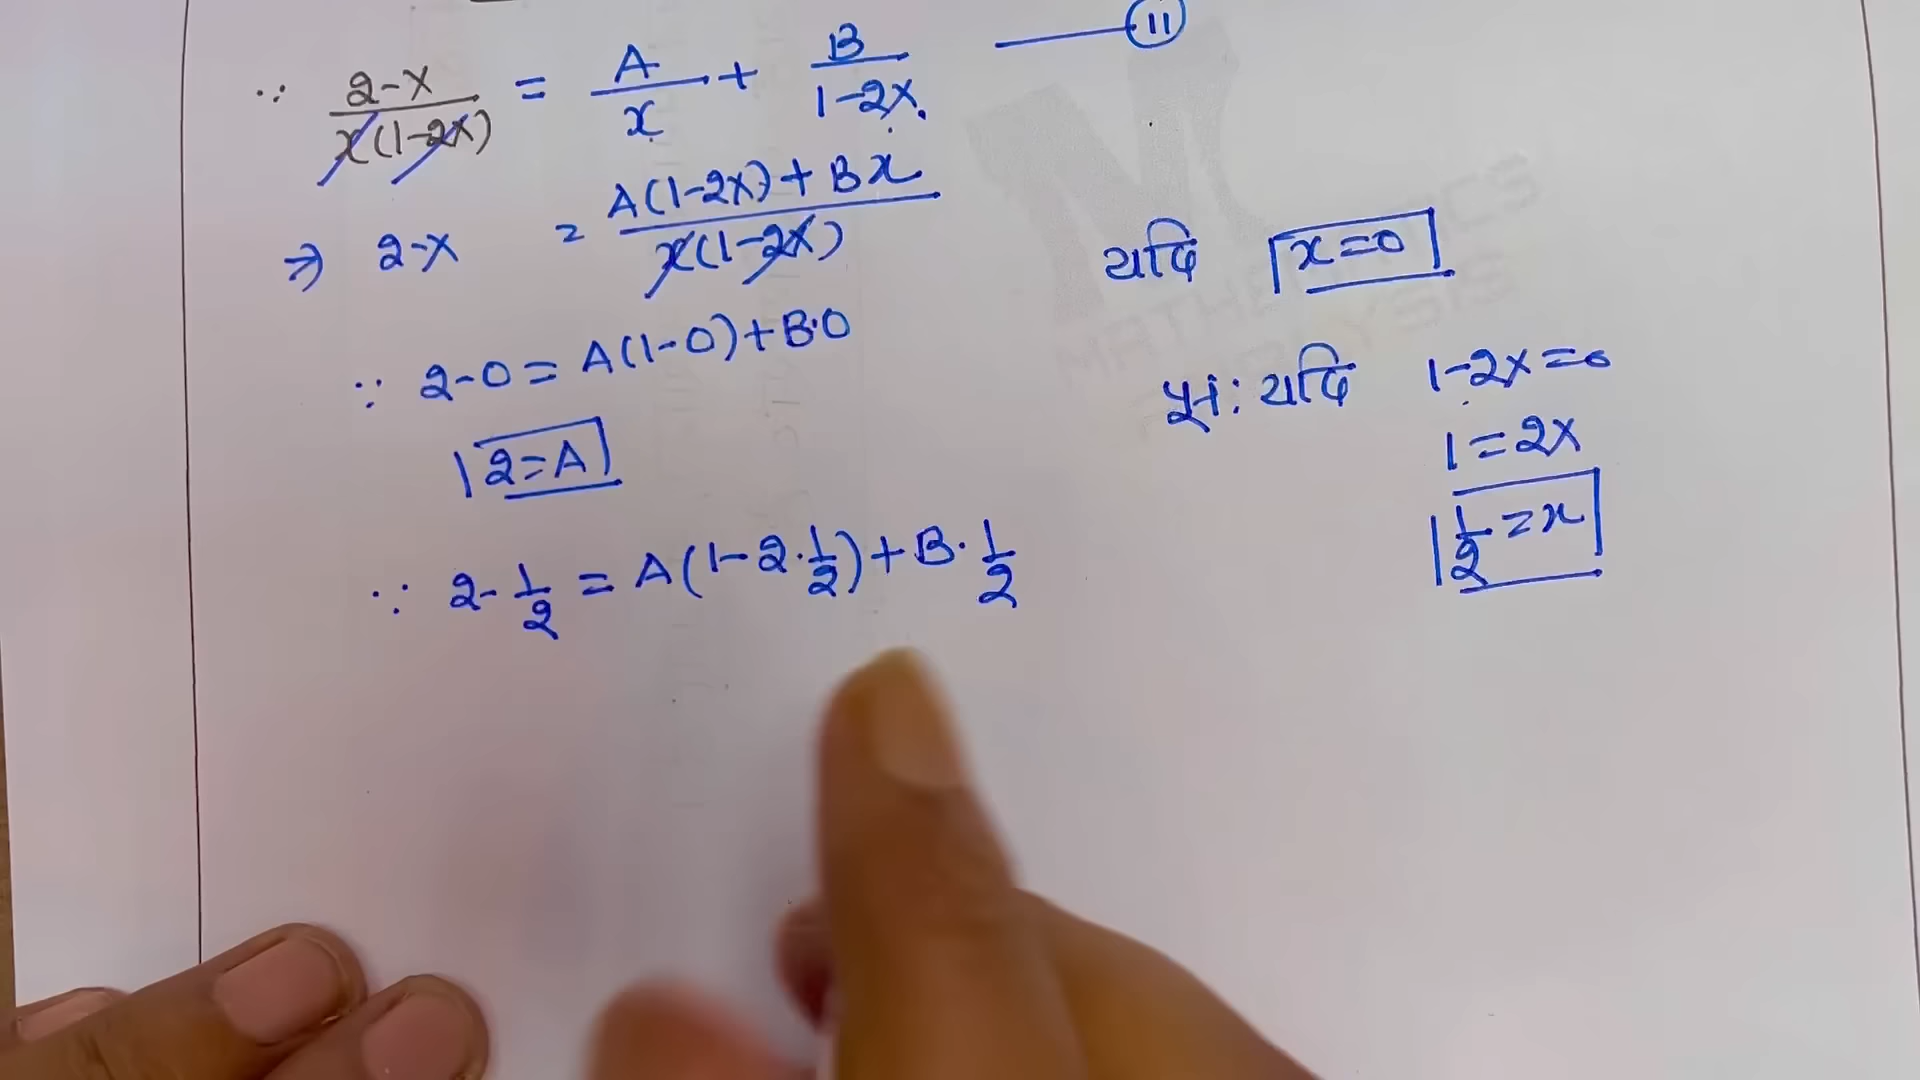 ∵ (2-x)/(x(1-2x)) = A/x + B/(1-2x) —— (11)
⇒ 2-x = (A(1-2x)+Bx)/(x(1-2x))
यदि x=0
∵ 2-0=A(1-0)+B·0
पुन: यदि 1-2x=0
1=2x
2=A
1/2=x
∵ 2-1/2=A(1-2·1/2)+B·1/2